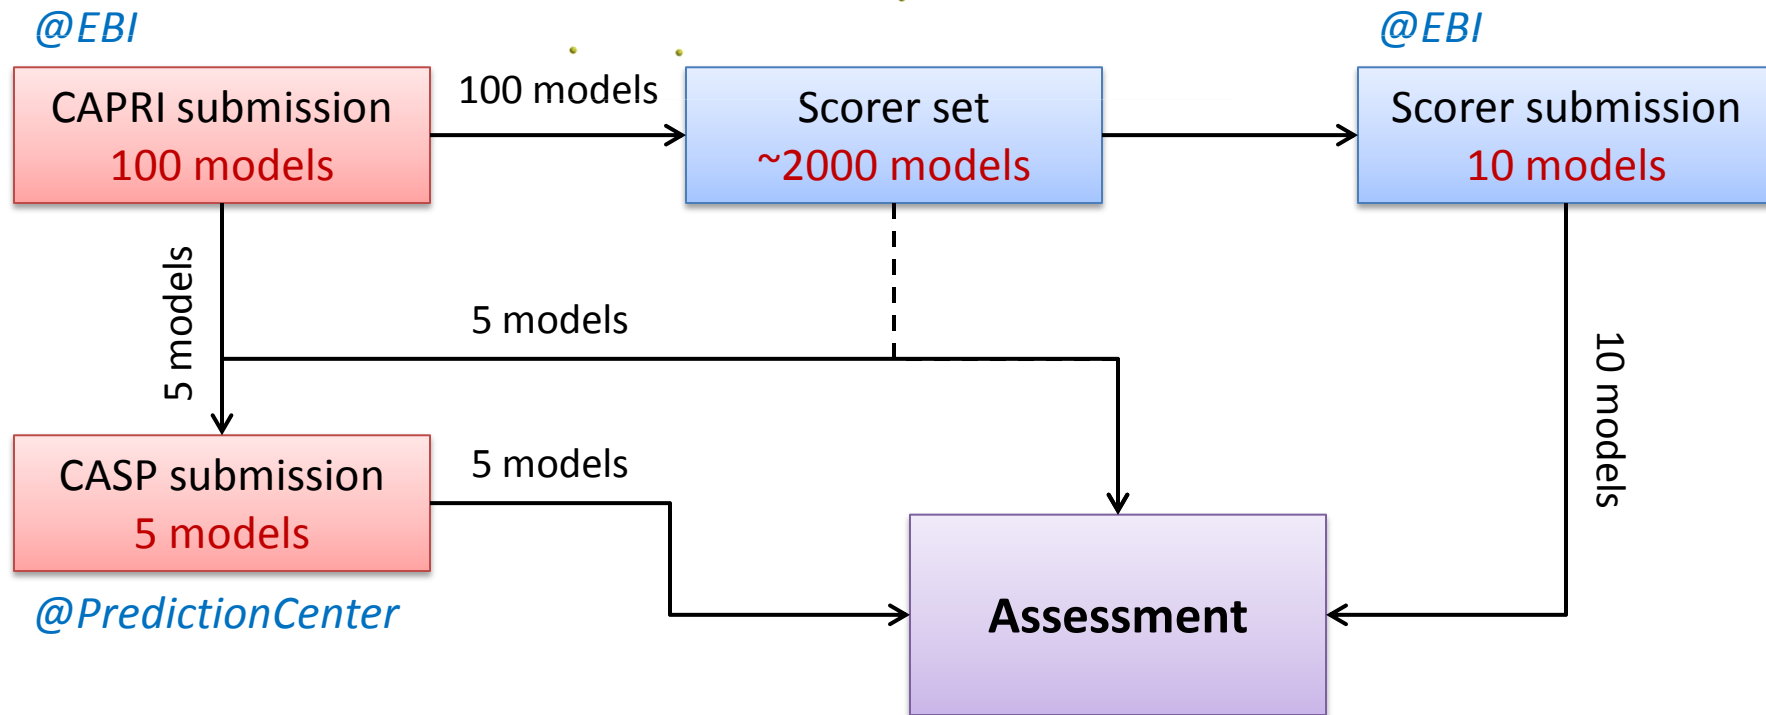 @EBI
@EBI
CAPRI submission
100 models
100 models
Scorer set
~2000 models
Scorer submission
10 models
5 models
5 models
10 models
CASP submission
5 models
5 models
@PredictionCenter
Assessment